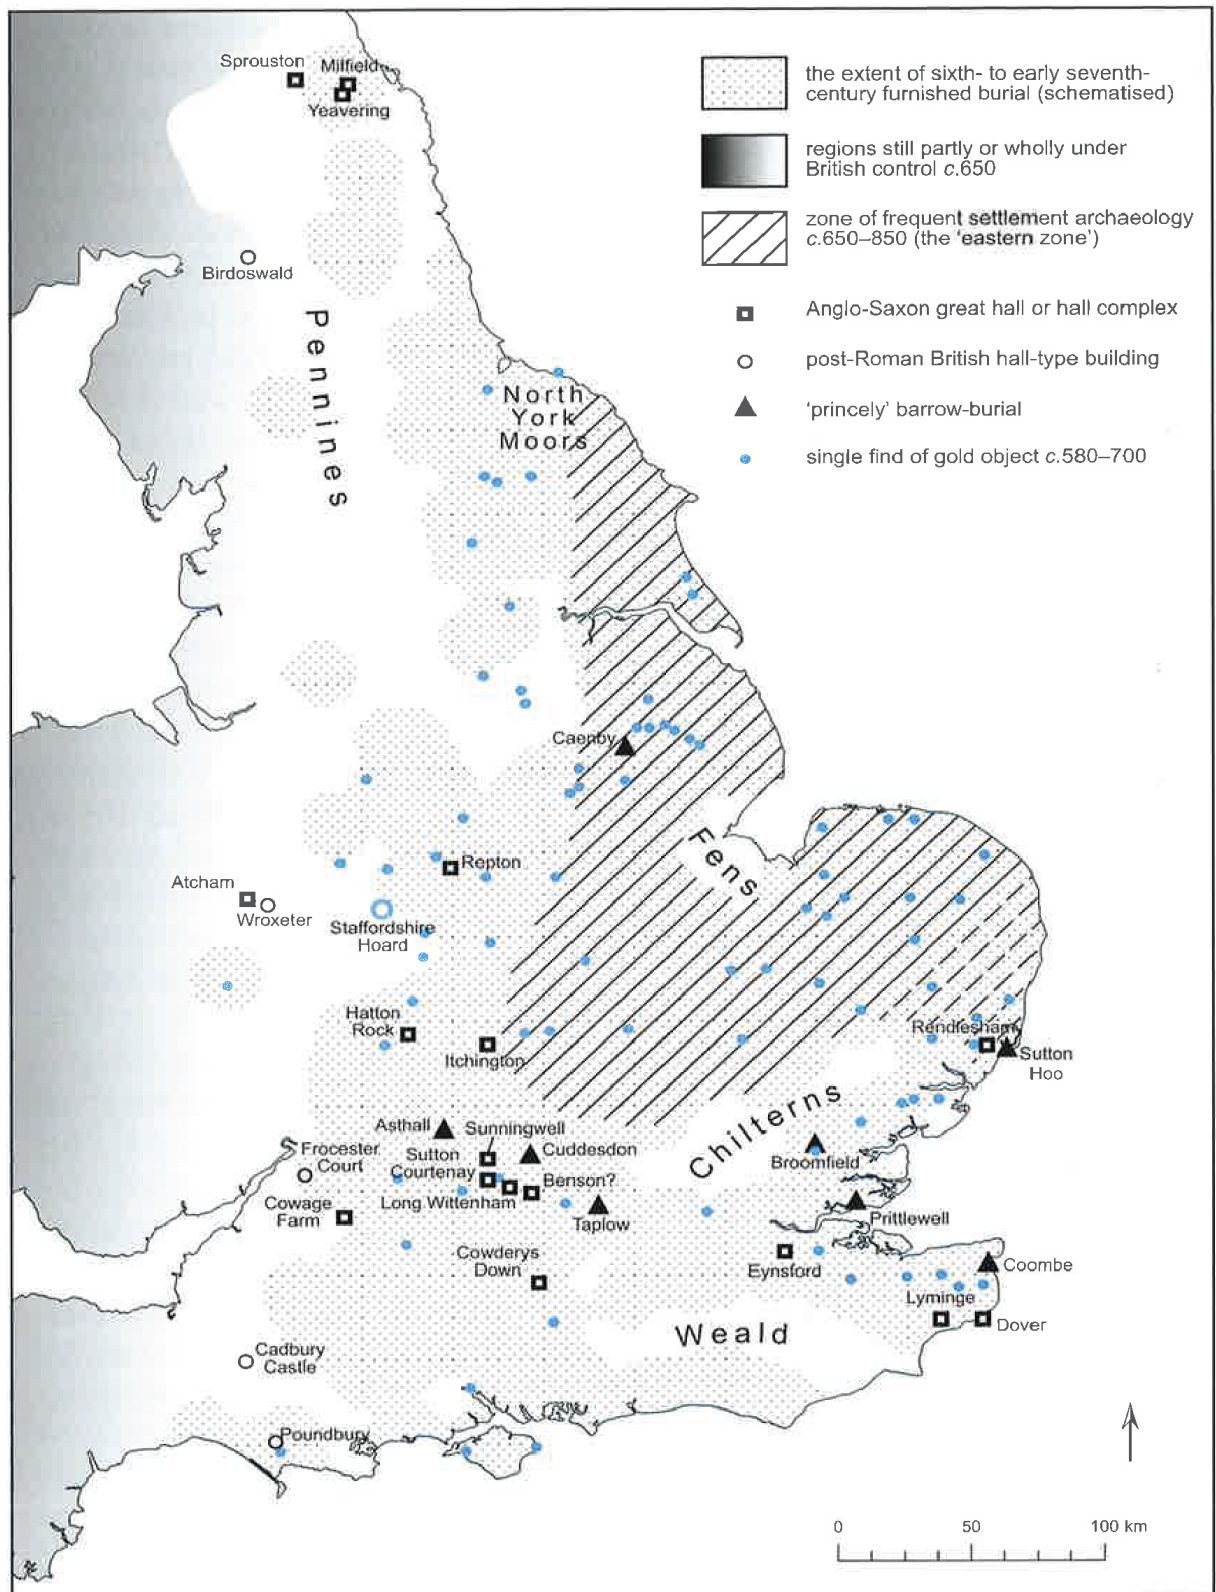 Sprouston
Milfield
Yeavering
the extent of sixth- to early seventh-
century furnished burial (schematised)
regions still partly or wholly under
British control c.650
zone of frequent settlement archaeology
c.650–850 (the ‘eastern zone’)
Anglo-Saxon great hall or hall complex
post-Roman British hall-type building
‘princely’ barrow-burial
single find of gold object c.580–700
Birdoswald
Pennines
North
York
Moors
Caenby
Fens
Repton
Atcham
Wroxeter
Staffordshire
Hoard
Hatton
Rock
Itchington
Rendlesham
Sutton
Hoo
Chilterns
Asthall
Sunningwell
Cuddesdon
Frocester
Court
Sutton
Courtenay
Benson?
Long Wittenham
Cowage
Farm
Taplow
Broomfield
Prittlewell
Cowderys
Down
Eynsford
Coombe
Lyminge
Dover
Weald
Cadbury
Castle
Poundbury
0 50 100 km